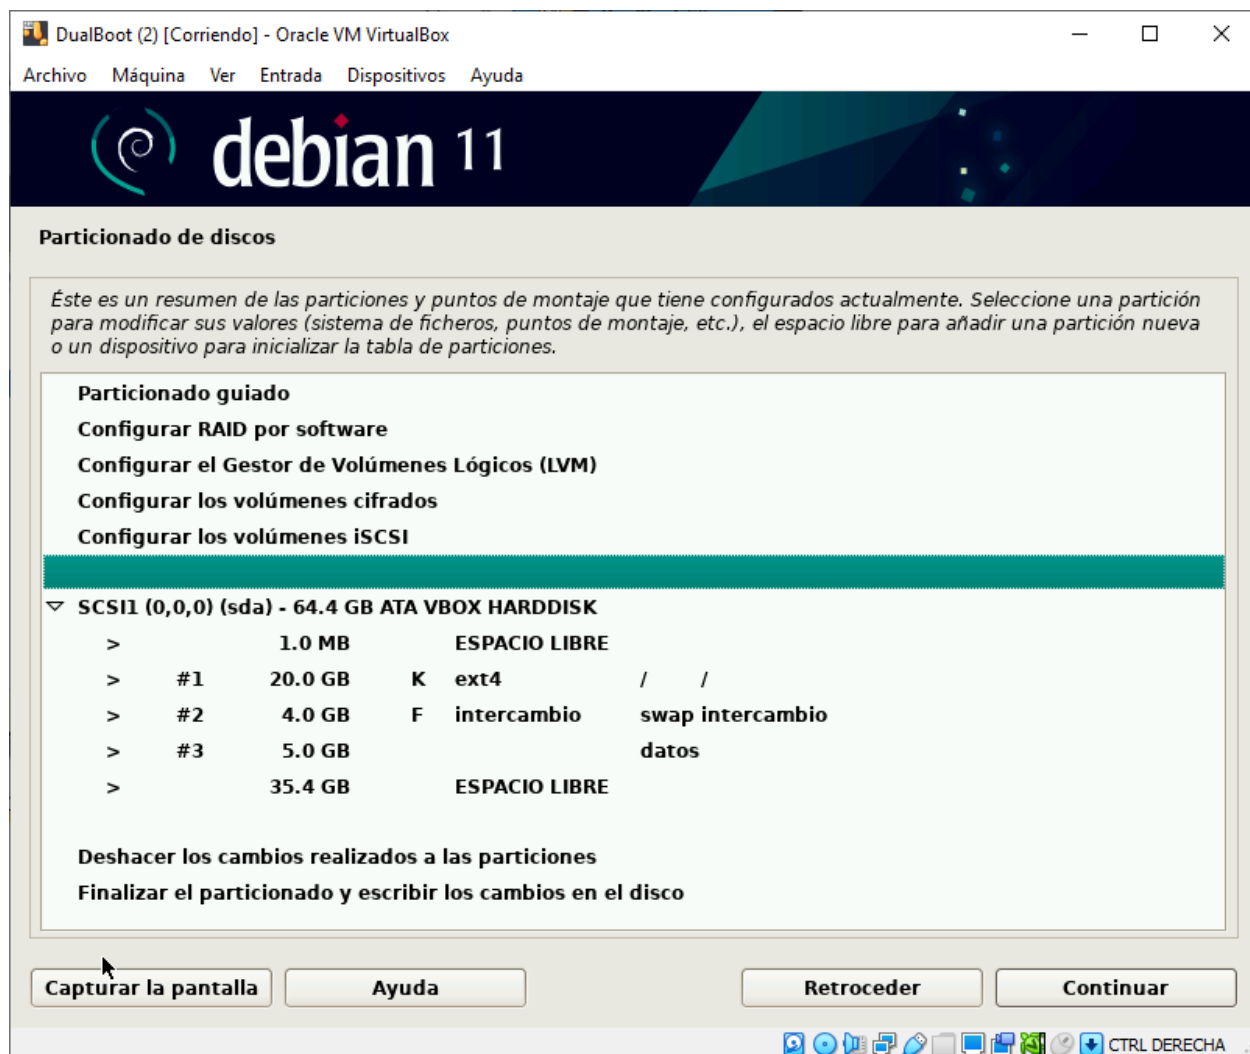 DualBoot (2) [Corriendo] - Oracle VM VirtualBox
Archivo Máquina Ver Entrada Dispositivos Ayuda
debian 11
Particionado de discos
Éste es un resumen de las particiones y puntos de montaje que tiene configurados actualmente. Seleccione una partición
para modificar sus valores (sistema de ficheros, puntos de montaje, etc.), el espacio libre para añadir una partición nueva
o un dispositivo para inicializar la tabla de particiones.
Particionado guiado
Configurar RAID por software
Configurar el Gestor de Volúmenes Lógicos (LVM)
Configurar los volúmenes cifrados
Configurar los volúmenes iSCSI
SCSI1 (0,0,0) (sda) - 64.4 GB ATA VBOX HARDDISK
> 1.0 MB ESPACIO LIBRE
> #1 20.0 GB K ext4 / /
> #2 4.0 GB F intercambio swap intercambio
> #3 5.0 GB datos
> 35.4 GB ESPACIO LIBRE
Deshacer los cambios realizados a las particiones
Finalizar el particionado y escribir los cambios en el disco
Capturar la pantalla Ayuda Retroceder Continuar
CTRL DERECHA